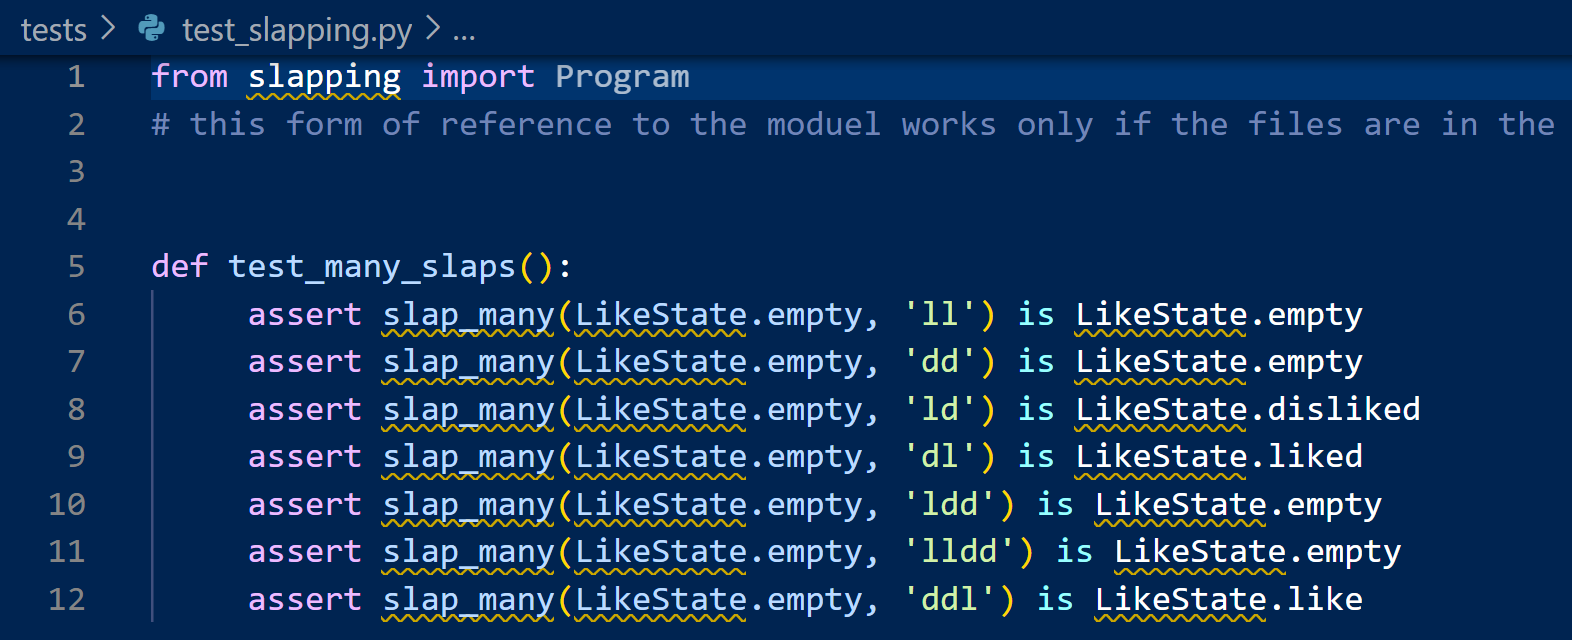 tests > test_slapping.py > ...
1 from slapping import Program
2 # this form of reference to the moduel works only if the files are in the
3
4
5 def test_many_slaps():
6 assert slap_many(LikeState.empty, 'll') is LikeState.empty
7 assert slap_many(LikeState.empty, 'dd') is LikeState.empty
8 assert slap_many(LikeState.empty, 'ld') is LikeState.disliked
9 assert slap_many(LikeState.empty, 'dl') is LikeState.liked
10 assert slap_many(LikeState.empty, 'ldd') is LikeState.empty
11 assert slap_many(LikeState.empty, 'lldd') is LikeState.empty
12 assert slap_many(LikeState.empty, 'ddl') is LikeState.like